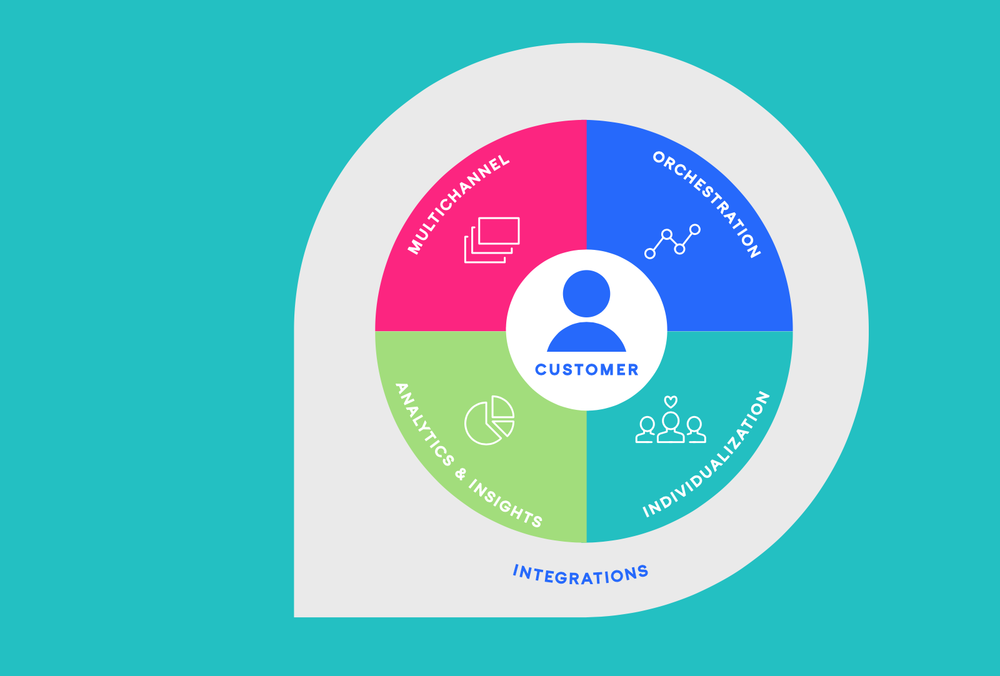 MULTICHANNEL
ORCHESTRATION
CUSTOMER
ANALYTICS & INSIGHTS
INDIVIDUALIZATION
INTEGRATIONS